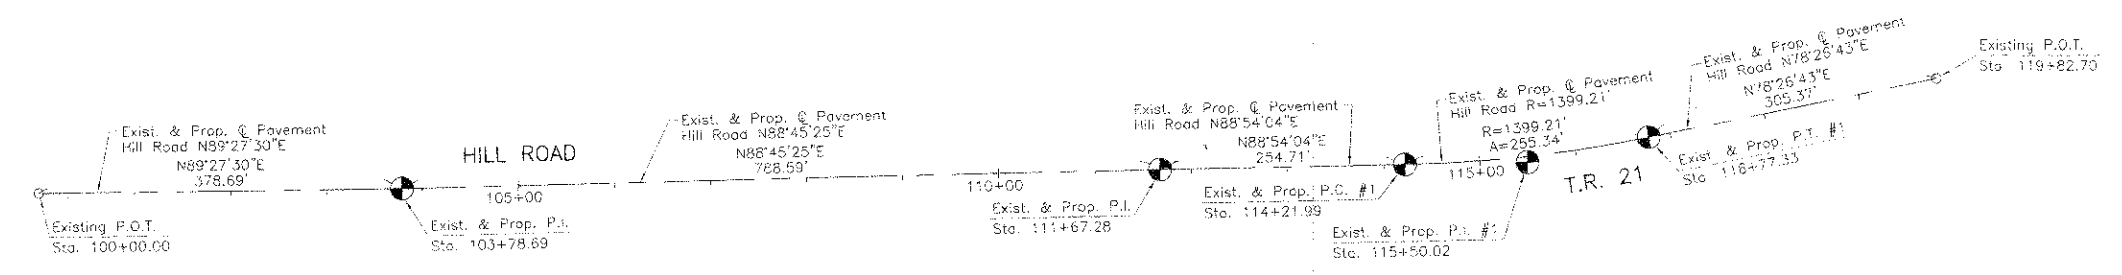 Exist. & Prop. ℄ Pavement
Hill Road N89°27'30"E
N89°27'30"E
378.69'
Existing P.O.T.
Sta. 100+00.00
HILL ROAD
105+00
Exist. & Prop. P.I.
Sta. 103+78.69
Exist. & Prop. ℄ Pavement
Hill Road N88°45'25"E
N88°45'25"E
788.59'
110+00
Exist. & Prop. P.I.
Sta. 111+67.28
Exist. & Prop. ℄ Pavement
Hill Road N88°54'04"E
N88°54'04"E
254.71'
Exist. & Prop. P.C. #1
Sta. 114+21.99
Exist. & Prop. ℄ Pavement
Hill Road R=1399.21'
R=1399.21'
A=255.34'
115+00
Exist. & Prop. P.I. #1
Sta. 115+50.02
T.R. 21
Exist. & Prop. ℄ Pavement
Hill Road N78°26'43"E
N78°26'43"E
305.37'
Exist. & Prop. P.T. #1
Sta. 116+77.33
Existing P.O.T.
Sta. 119+82.70